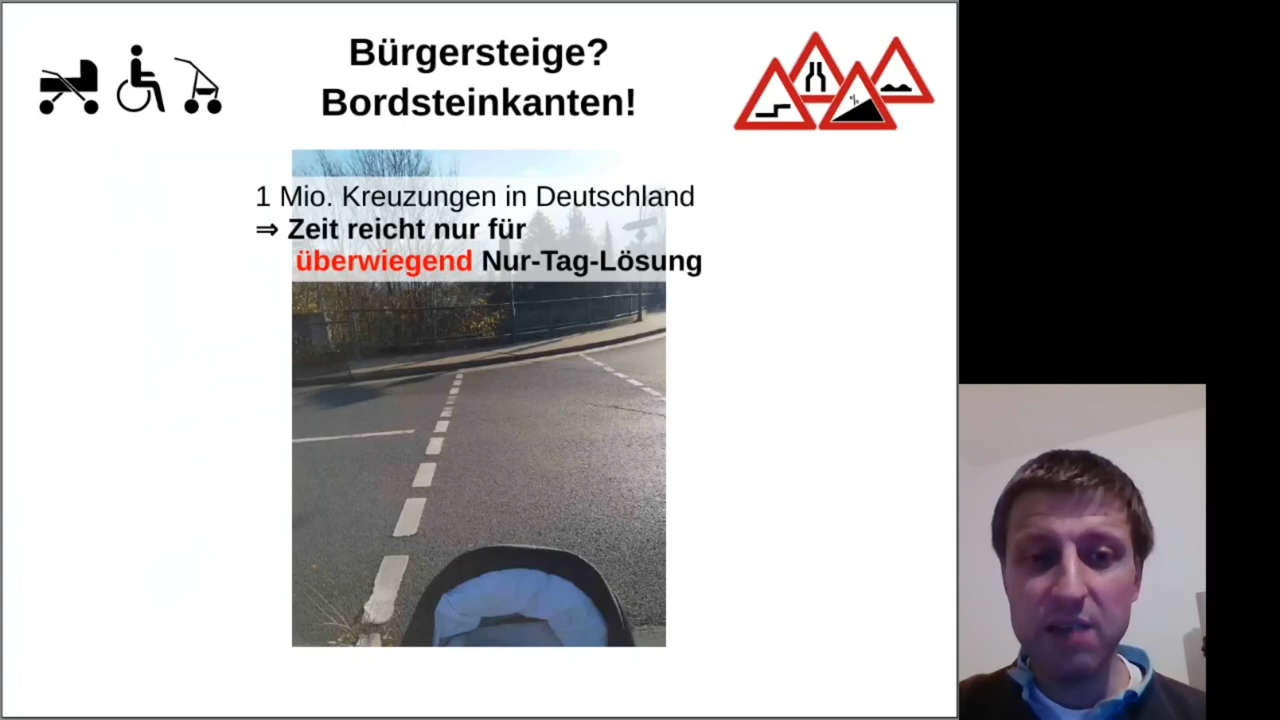 Bürgersteige?
Bordsteinkanten!
1 Mio. Kreuzungen in Deutschland
⇒ Zeit reicht nur für
überwiegend Nur-Tag-Lösung